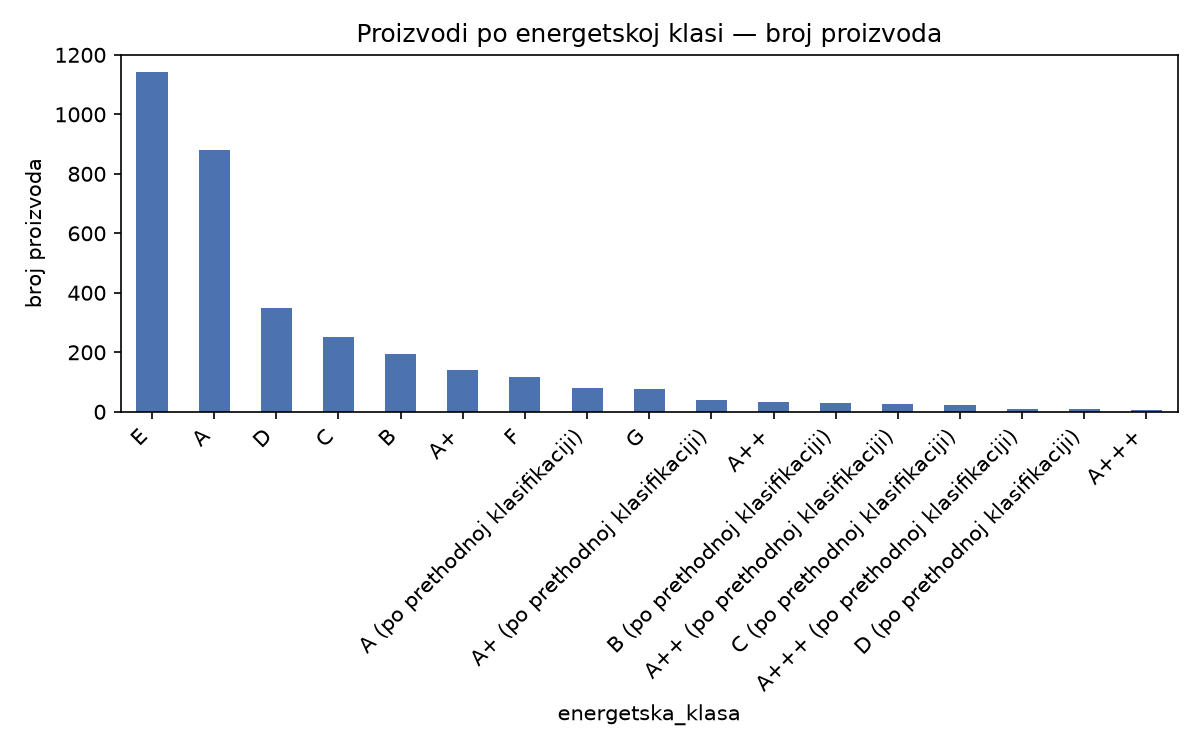 Proizvodi po energetskoj klasi — broj proizvoda
broj proizvoda
1200
1000
800
600
400
200
0
E
A
D
C
B
A+
F
A (po prethodnoj klasifikaciji)
G
A+ (po prethodnoj klasifikaciji)
A++
B (po prethodnoj klasifikaciji)
A++ (po prethodnoj klasifikaciji)
C (po prethodnoj klasifikaciji)
A+++ (po prethodnoj klasifikaciji)
D (po prethodnoj klasifikaciji)
A+++
energetska_klasa